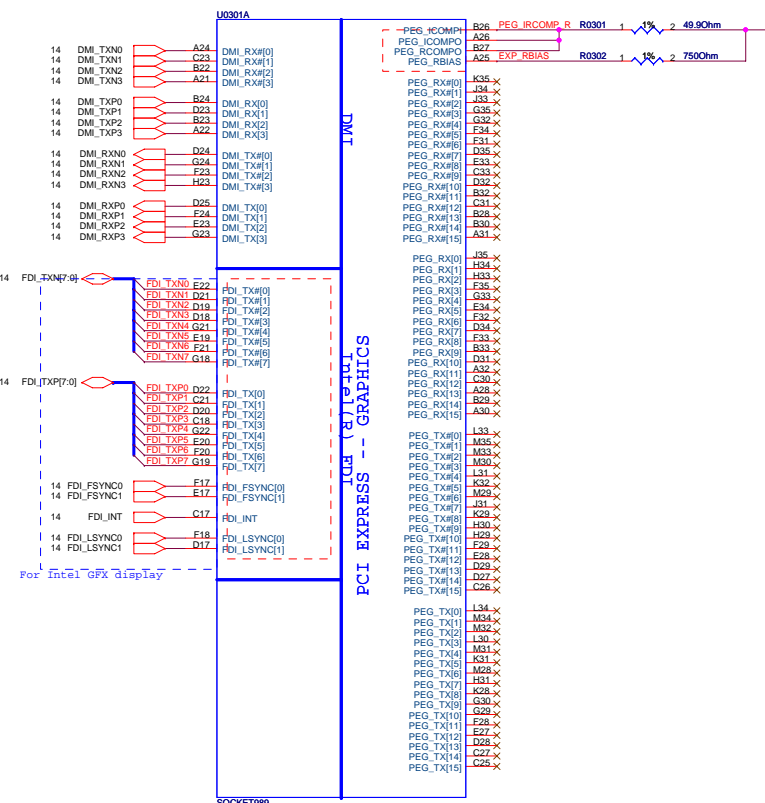 U0301A
14 DMI_TXN0 A24 DMI_RX#[0]
14 DMI_TXN1 C23 DMI_RX#[1]
14 DMI_TXN2 B22 DMI_RX#[2]
14 DMI_TXN3 A21 DMI_RX#[3]
14 DMI_TXP0 B24 DMI_RX[0]
14 DMI_TXP1 D23 DMI_RX[1]
14 DMI_TXP2 B23 DMI_RX[2]
14 DMI_TXP3 A22 DMI_RX[3]
14 DMI_RXN0 D24 DMI_TX#[0]
14 DMI_RXN1 G24 DMI_TX#[1]
14 DMI_RXN2 F23 DMI_TX#[2]
14 DMI_RXN3 H23 DMI_TX#[3]
14 DMI_RXP0 D25 DMI_TX[0]
14 DMI_RXP1 F24 DMI_TX[1]
14 DMI_RXP2 E23 DMI_TX[2]
14 DMI_RXP3 G23 DMI_TX[3]
14 FDI_TXN[7:0]
FDI_TXN0 E22 FDI_TX#[0]
FDI_TXN1 D21 FDI_TX#[1]
FDI_TXN2 D19 FDI_TX#[2]
FDI_TXN3 D18 FDI_TX#[3]
FDI_TXN4 G21 FDI_TX#[4]
FDI_TXN5 E19 FDI_TX#[5]
FDI_TXN6 F21 FDI_TX#[6]
FDI_TXN7 G18 FDI_TX#[7]
14 FDI_TXP[7:0]
FDI_TXP0 D22 FDI_TX[0]
FDI_TXP1 C21 FDI_TX[1]
FDI_TXP2 D20 FDI_TX[2]
FDI_TXP3 C18 FDI_TX[3]
FDI_TXP4 G22 FDI_TX[4]
FDI_TXP5 E20 FDI_TX[5]
FDI_TXP6 F20 FDI_TX[6]
FDI_TXP7 G19 FDI_TX[7]
14 FDI_FSYNC0 F17 FDI_FSYNC[0]
14 FDI_FSYNC1 E17 FDI_FSYNC[1]
14 FDI_INT C17 FDI_INT
14 FDI_LSYNC0 F18 FDI_LSYNC[0]
14 FDI_LSYNC1 D17 FDI_LSYNC[1]
For Intel GFX display
DMI
Intel(R) FDI
PCI EXPRESS -- GRAPHICS
PEG_ICOMPI B26 PEG_IRCOMP_R R0301 1 1% 2 49.9Ohm
PEG_ICOMPO A26
PEG_RCOMPO B27
PEG_RBIAS A25 EXP_RBIAS R0302 1 1% 2 750Ohm
PEG_RX#[0] K35
PEG_RX#[1] J34
PEG_RX#[2] J33
PEG_RX#[3] G35
PEG_RX#[4] G32
PEG_RX#[5] F34
PEG_RX#[6] F31
PEG_RX#[7] D35
PEG_RX#[8] E33
PEG_RX#[9] C33
PEG_RX#[10] D32
PEG_RX#[11] B32
PEG_RX#[12] C31
PEG_RX#[13] B28
PEG_RX#[14] B30
PEG_RX#[15] A31
PEG_RX[0] J35
PEG_RX[1] H34
PEG_RX[2] H33
PEG_RX[3] F35
PEG_RX[4] G33
PEG_RX[5] E34
PEG_RX[6] F32
PEG_RX[7] D34
PEG_RX[8] F33
PEG_RX[9] B33
PEG_RX[10] D31
PEG_RX[11] A32
PEG_RX[12] C30
PEG_RX[13] A28
PEG_RX[14] B29
PEG_RX[15] A30
PEG_TX#[0] L33
PEG_TX#[1] M35
PEG_TX#[2] M33
PEG_TX#[3] M30
PEG_TX#[4] L31
PEG_TX#[5] K32
PEG_TX#[6] M29
PEG_TX#[7] J31
PEG_TX#[8] K29
PEG_TX#[9] H30
PEG_TX#[10] H29
PEG_TX#[11] F29
PEG_TX#[12] E28
PEG_TX#[13] D29
PEG_TX#[14] D27
PEG_TX#[15] C26
PEG_TX[0] L34
PEG_TX[1] M34
PEG_TX[2] M32
PEG_TX[3] L30
PEG_TX[4] M31
PEG_TX[5] K31
PEG_TX[6] M28
PEG_TX[7] H31
PEG_TX[8] K28
PEG_TX[9] G30
PEG_TX[10] G29
PEG_TX[11] F28
PEG_TX[12] E27
PEG_TX[13] D28
PEG_TX[14] C27
PEG_TX[15] C25
SOCKET989